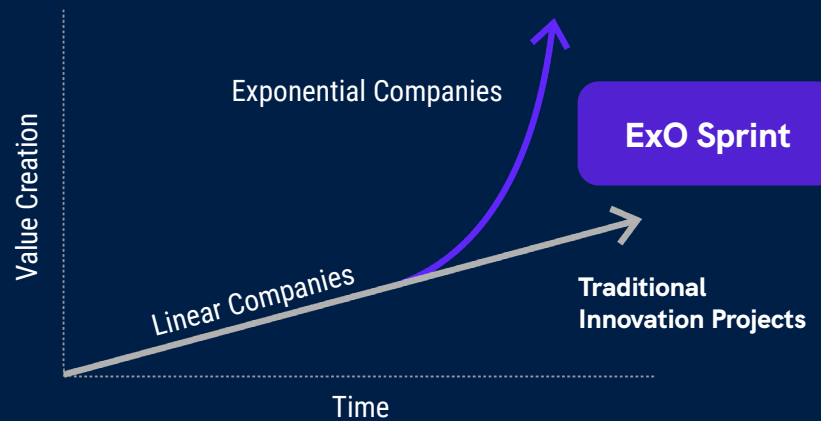 Exponential Companies
ExO Sprint
Value Creation
Linear Companies
Traditional
Innovation Projects
Time